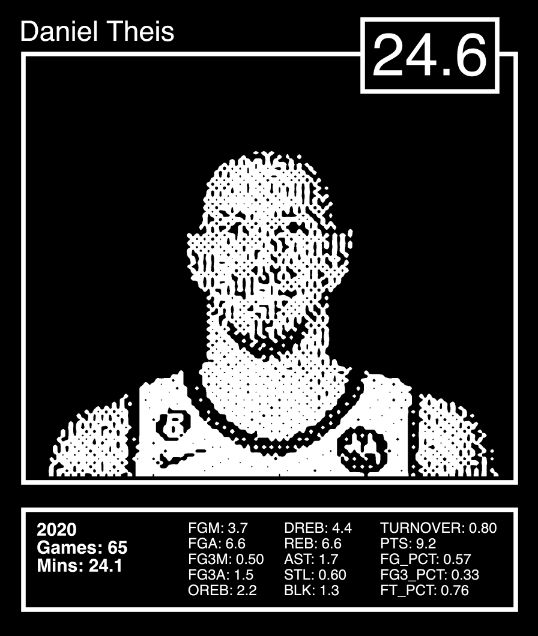 Daniel Theis
24.6
2020
Games: 65
Mins: 24.1
FGM: 3.7
FGA: 6.6
FG3M: 0.50
FG3A: 1.5
OREB: 2.2
DREB: 4.4
REB: 6.6
AST: 1.7
STL: 0.60
BLK: 1.3
TURNOVER: 0.80
PTS: 9.2
FG_PCT: 0.57
FG3_PCT: 0.33
FT_PCT: 0.76